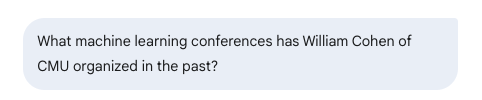 What machine learning conferences has William Cohen of
CMU organized in the past?